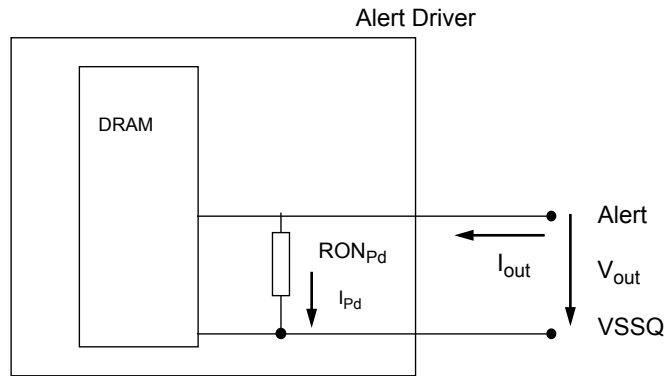 Alert Driver
DRAM
Alert
RONPd
Iout
Vout
IPd
VSSQ